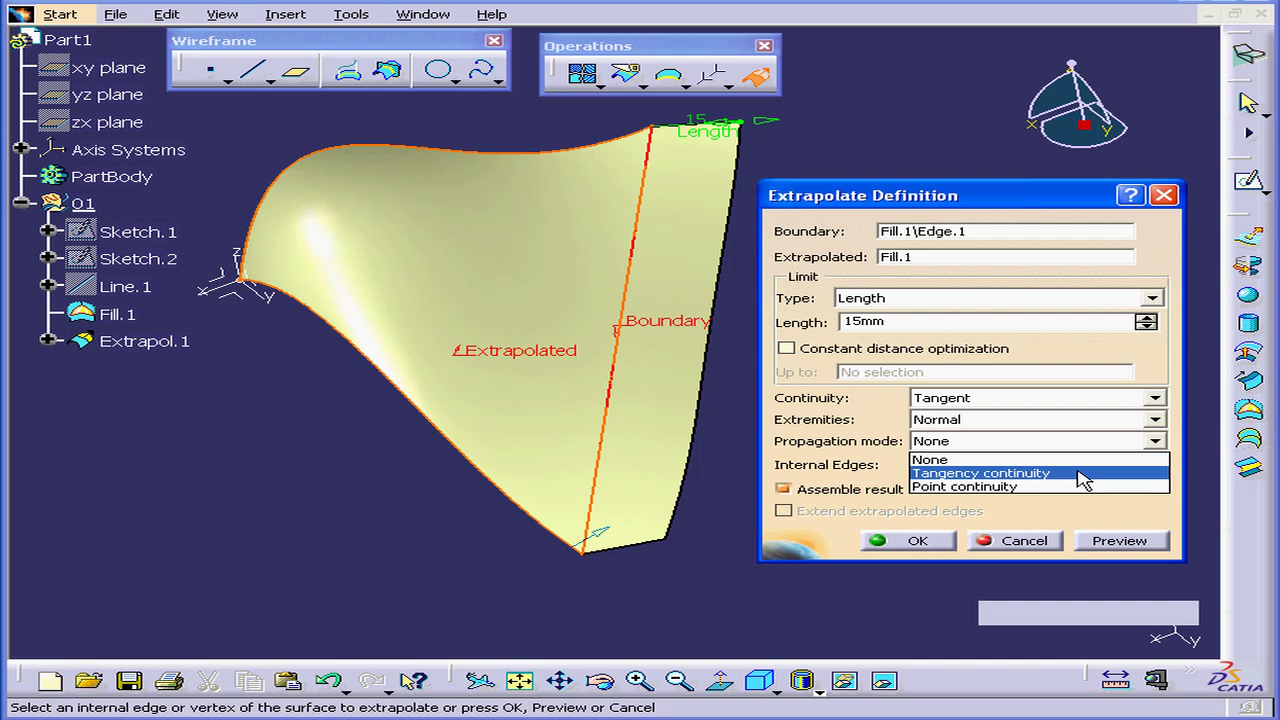 Start File Edit View Insert Tools Window Help
Part1
xy plane
yz plane
zx plane
Axis Systems
PartBody
01
Sketch.1
Sketch.2
Line.1
Fill.1
Extrapol.1
Wireframe
Operations
15
Length
Boundary
Extrapolated
z
x
y
x
y
Extrapolate Definition
Boundary: Fill.1\Edge.1
Extrapolated: Fill.1
Limit
Type: Length
Length: 15mm
Constant distance optimization
Up to: No selection
Continuity: Tangent
Extremities: Normal
Propagation mode: None
None
Internal Edges:
Tangency continuity
Point continuity
Assemble result
Extend extrapolated edges
OK Cancel Preview
x
y
DS CATIA
Select an internal edge or vertex of the surface to extrapolate or press OK, Preview or Cancel